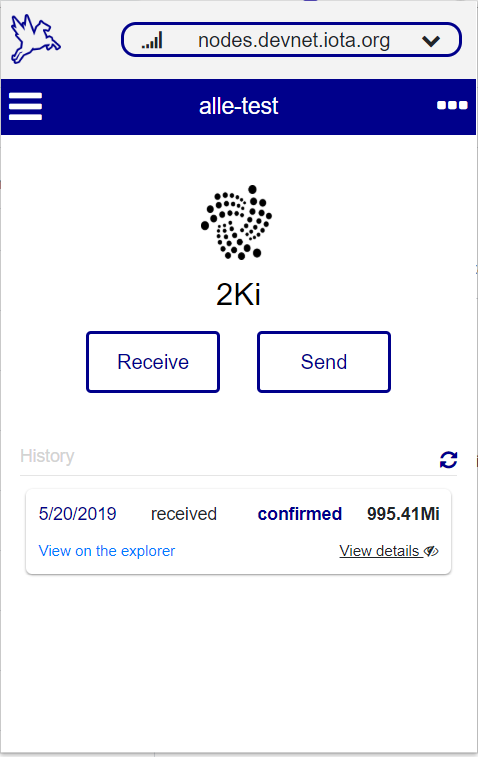 nodes.devnet.iota.org
alle-test
2Ki
Receive Send
History
5/20/2019 received confirmed 995.41Mi
View on the explorer View details